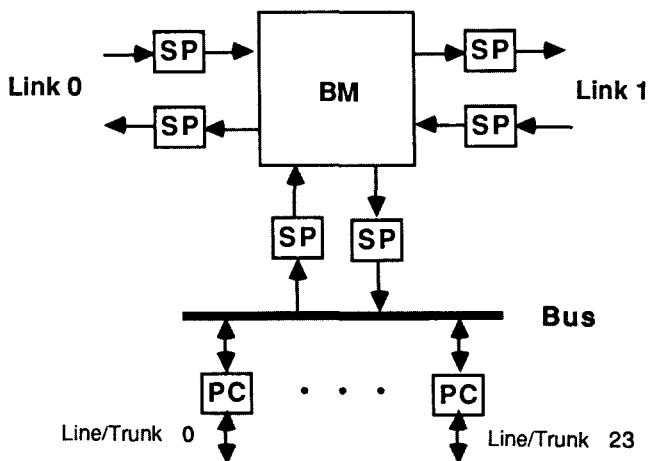 SP
SP
Link 0
BM
Link 1
SP
SP
SP
SP
Bus
PC
. . .
PC
Line/Trunk 0
Line/Trunk 23